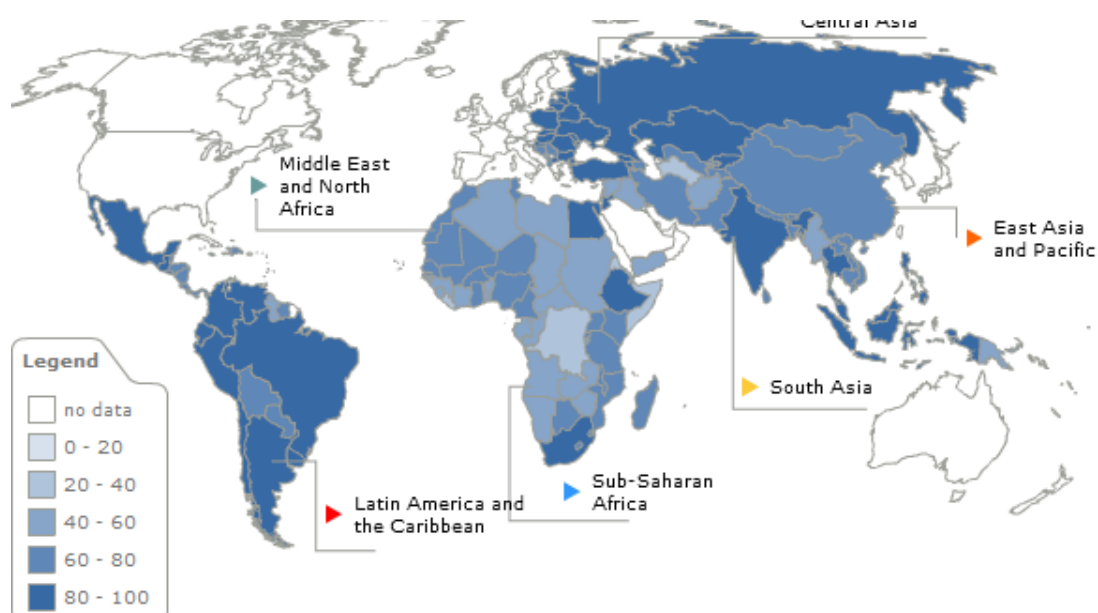 Central Asia
Middle East
and North
Africa
East Asia
and Pacific
South Asia
Sub-Saharan
Africa
Latin America and
the Caribbean
Legend
no data
0 - 20
20 - 40
40 - 60
60 - 80
80 - 100